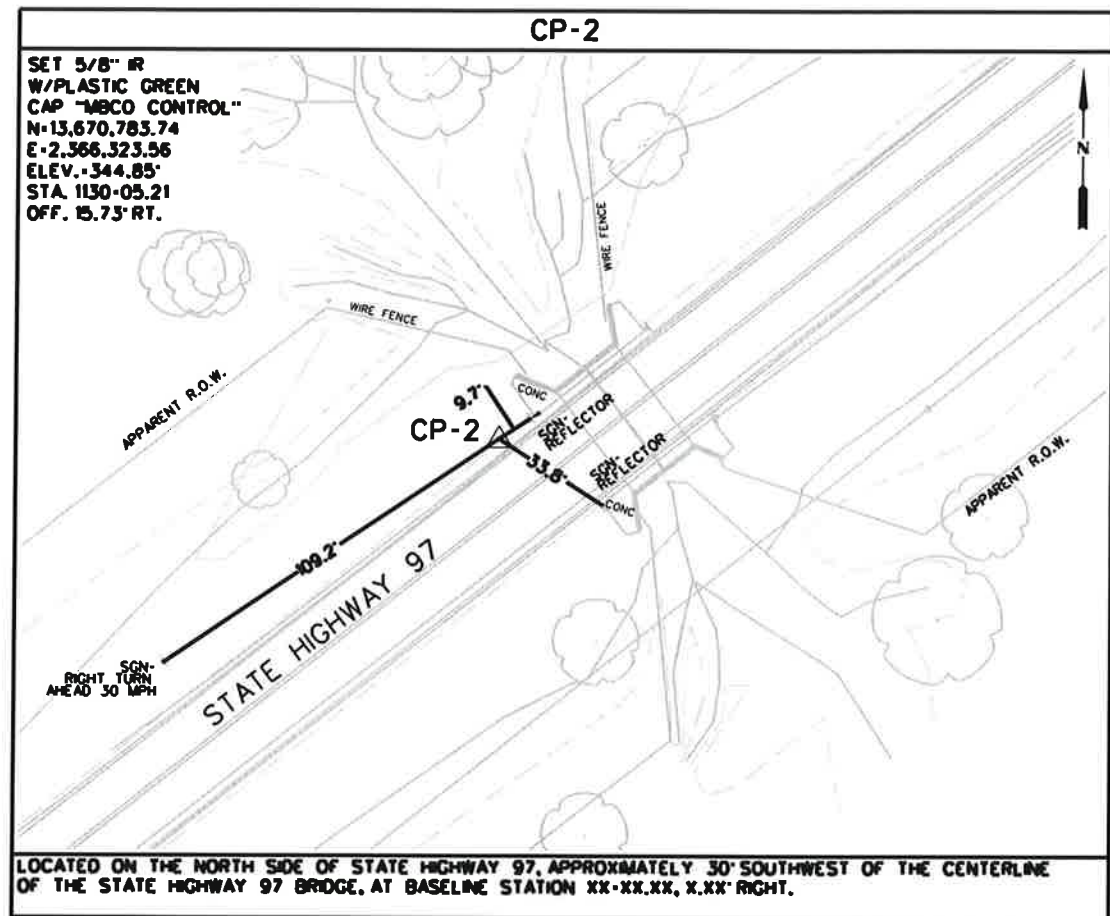 CP-2
SET 5/8" IR
W/PLASTIC GREEN
CAP "MBCO CONTROL"
N=13,670,783.74
E=2,366,323.56
ELEV.=344.85'
STA. 1130+05.21
OFF. 15.73' RT.
N
WIRE FENCE
WIRE FENCE
APPARENT R.O.W.
CONC
9.7'
CP-2
SGN-
REFLECTOR
SGN-
REFLECTOR
33.8'
CONC
APPARENT R.O.W.
109.2'
STATE HIGHWAY 97
SGN-
RIGHT TURN
AHEAD 30 MPH
LOCATED ON THE NORTH SIDE OF STATE HIGHWAY 97, APPROXIMATELY 30' SOUTHWEST OF THE CENTERLINE
OF THE STATE HIGHWAY 97 BRIDGE, AT BASELINE STATION XX+XX.XX, X.XX' RIGHT.